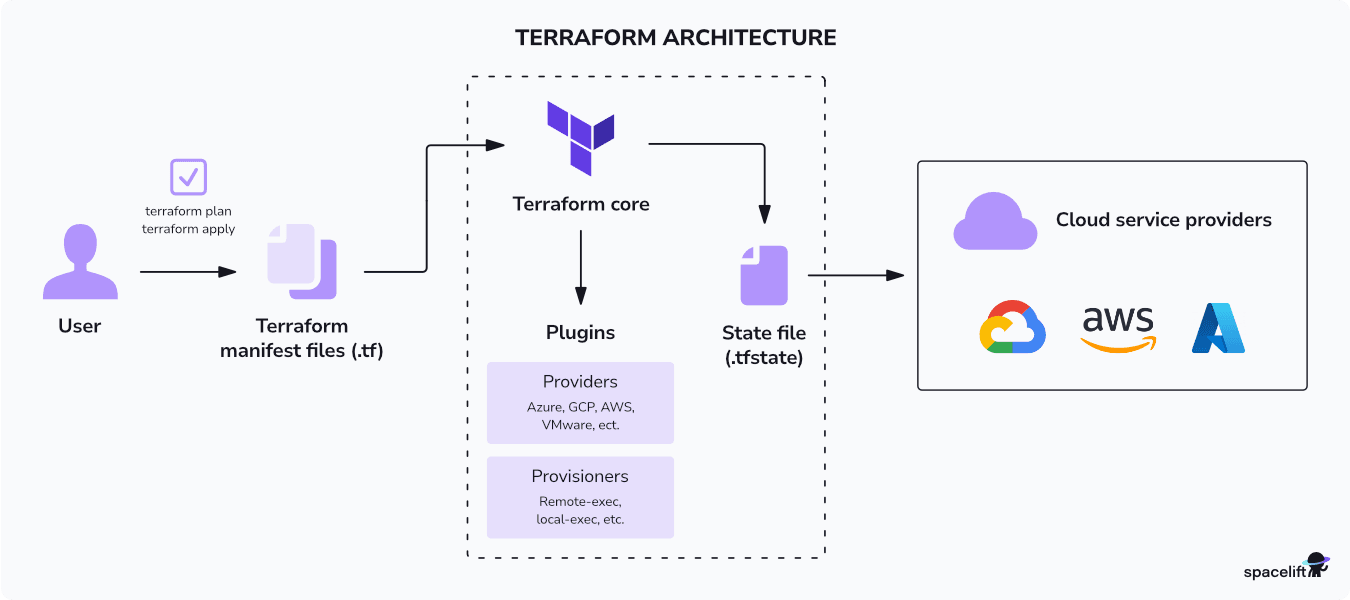 TERRAFORM ARCHITECTURE
terraform plan
terraform apply
User
Terraform
manifest files (.tf)
Terraform core
Plugins
Providers
Azure, GCP, AWS,
VMware, ect.
Provisioners
Remote-exec,
local-exec, etc.
State file
(.tfstate)
Cloud service providers
aws
spacelift